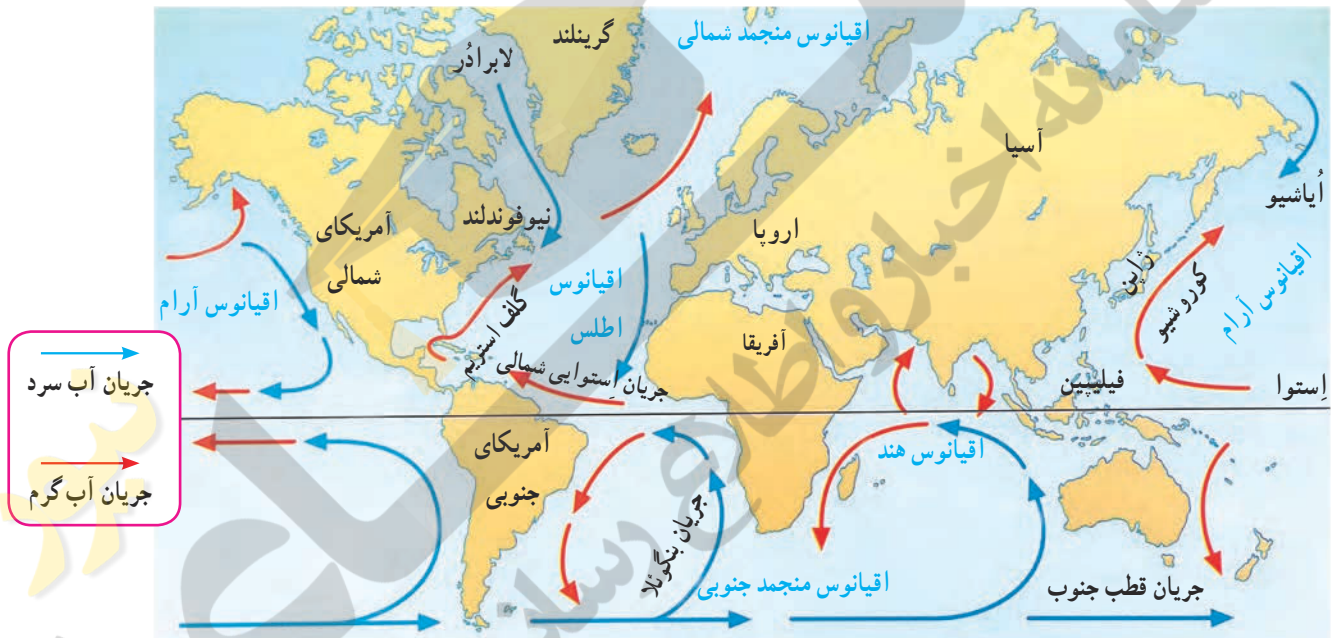 گرینلند
اقیانوس منجمد شمالی
لابرادُر
آسیا
اُیاشیو
نیوفوندلند
آمریکای
شمالی
اروپا
ژاپن
کوروشیو
اقیانوس آرام
اقیانوس آرام
اقیانوس
اطلس
گلف استریم
آفریقا
جریان اِستوایی شمالی
فیلیپین
اِستوا
جریان آب سرد
جریان آب گرم
آمریکای
جنوبی
اقیانوس هند
جریان بنگوئلا
اقیانوس منجمد جنوبی
جریان قطب جنوب